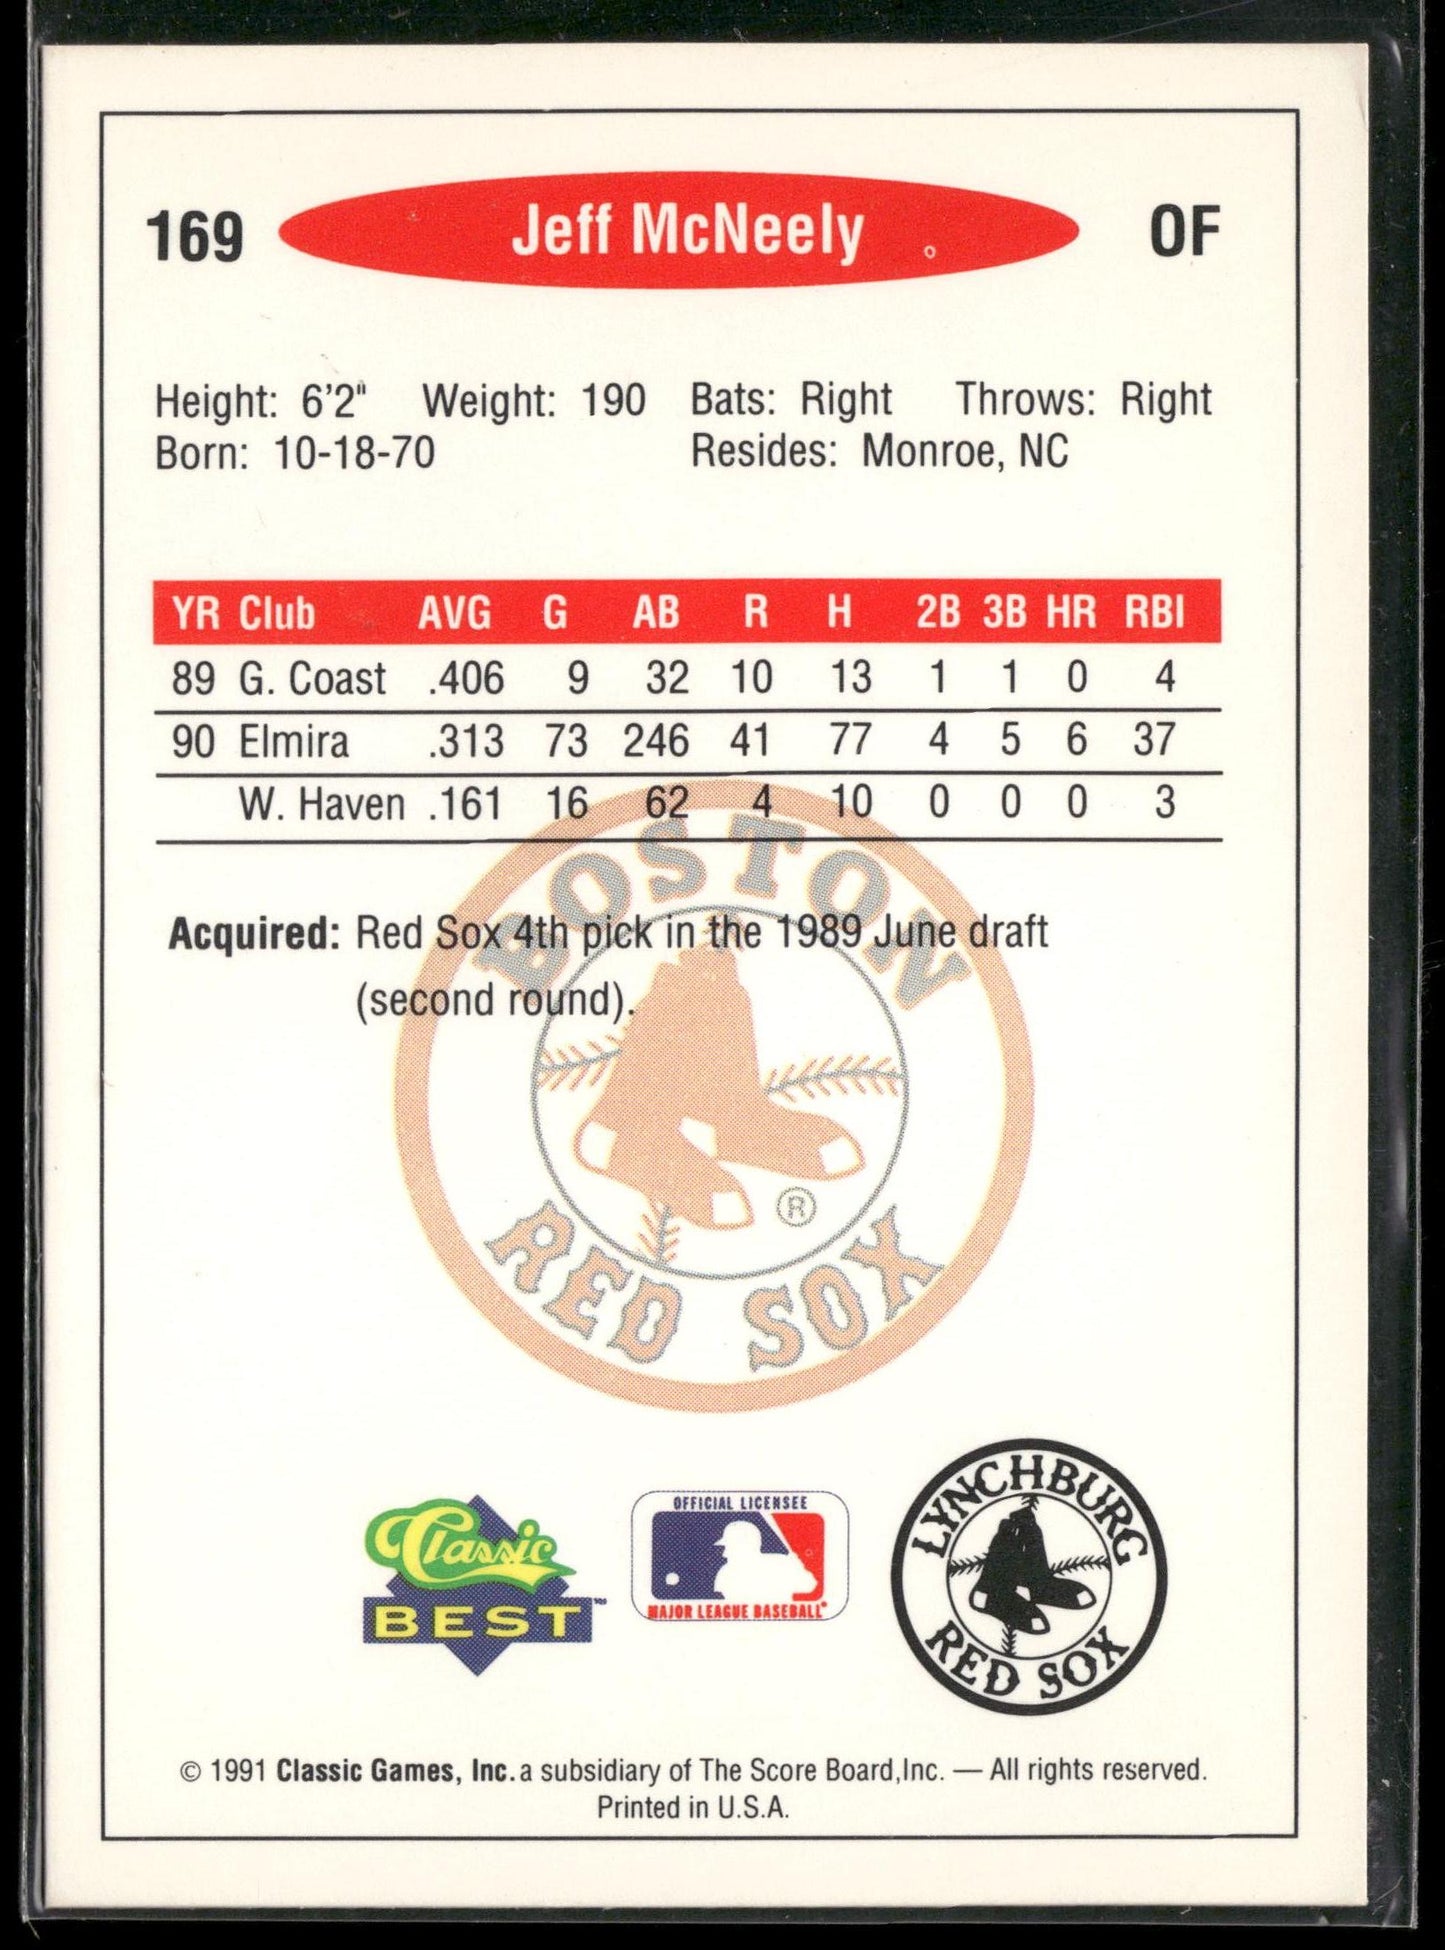 169 Jeff McNeely OF
Height: 6'2" Weight: 190 Bats: Right Throws: Right
Born: 10-18-70 Resides: Monroe, NC
YR Club AVG G AB R H 2B 3B HR RBI
89 G. Coast .406 9 32 10 13 1 1 0 4
90 Elmira .313 73 246 41 77 4 5 6 37
W. Haven .161 16 62 4 10 0 0 0 3
BOSTON
Acquired: Red Sox 4th pick in the 1989 June draft
(second round).
®
RED SOX
Classic
BEST™
OFFICIAL LICENSEE
MAJOR LEAGUE BASEBALL®
LYNCHBURG
RED SOX
© 1991 Classic Games, Inc. a subsidiary of The Score Board,Inc. — All rights reserved.
Printed in U.S.A.